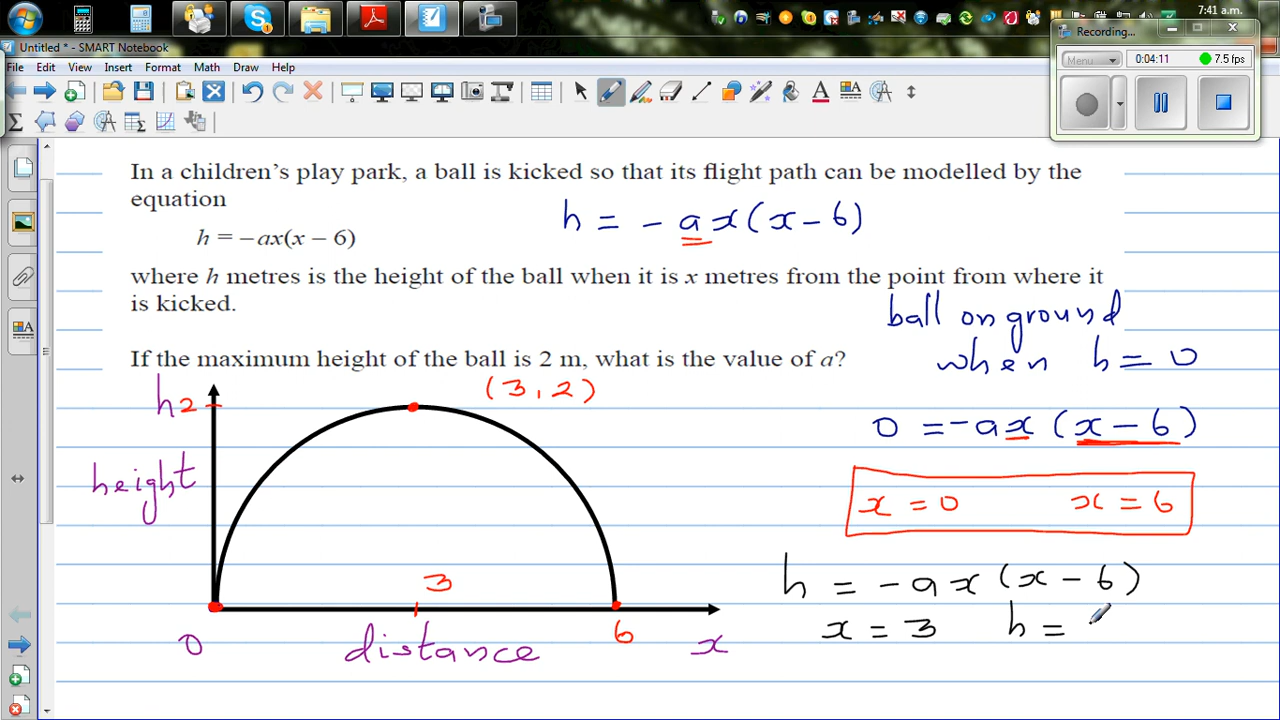 7:41 a.m.
Untitled * - SMART Notebook
Recording...
File Edit View Insert Format Math Draw Help
Menu
0:04:11
7.5 fps
In a children's play park, a ball is kicked so that its flight path can be modelled by the
equation
h = - a x (x - 6)
h = –ax(x – 6)
where h metres is the height of the ball when it is x metres from the point from where it
is kicked.
ball on ground
when h = 0
If the maximum height of the ball is 2 m, what is the value of a?
h 2
(3, 2)
0 = - a x (x - 6)
height
x = 0 x = 6
3
h = - a x (x - 6)
x = 3 h =
0 distance 6 x